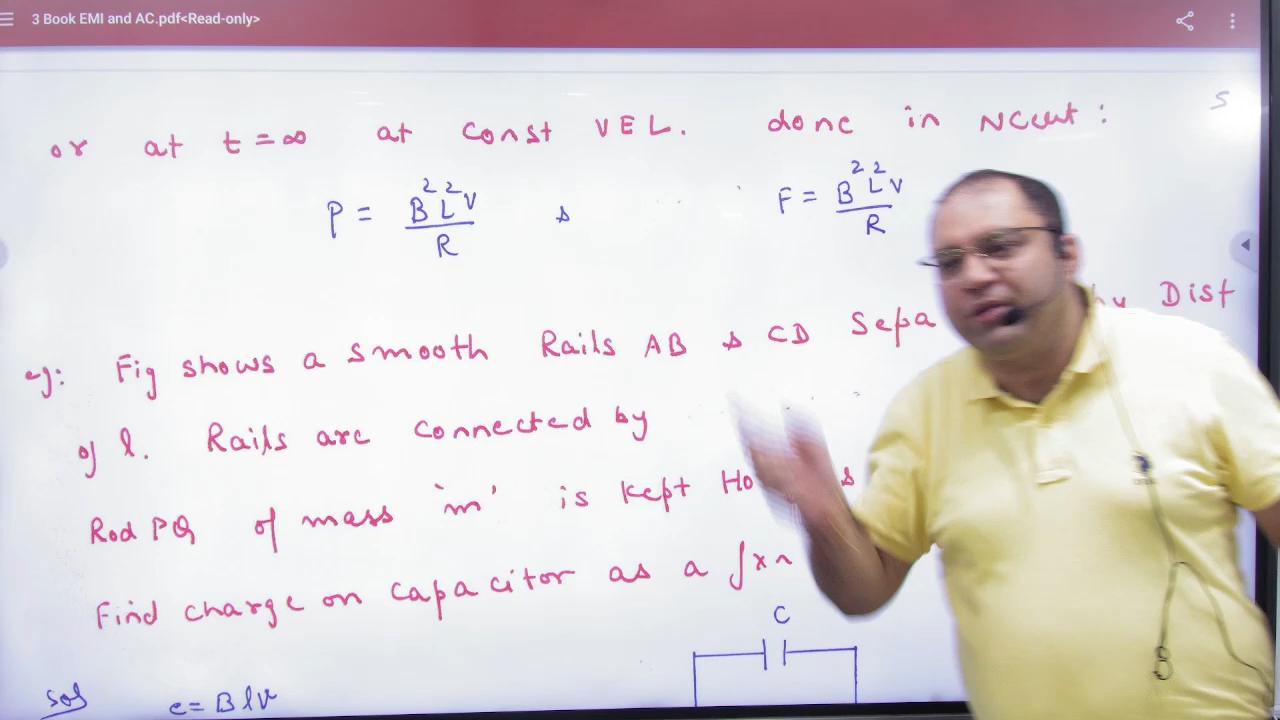 3 Book EMI and AC.pdf<Read-only>
or at t = ∞ at const VEL. done in NCERT :
P = B²L²V / R & F = B²L²V / R
eg: Fig shows a smooth Rails AB & CD Sepa by Dist
of l. Rails are connected by
Rod PQ of mass 'm' is kept
Find charge on capacitor as a fxn
C
Sol e = Blv